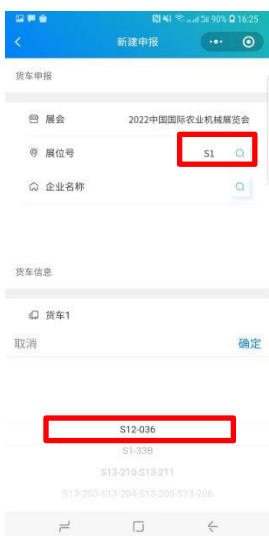 90% 16:25
新建申报
货车申报
展会 2022中国国际农业机械展览会
展位号 S1
企业名称
货车信息
货车1
取消 确定
S12-036
S1-33B
S13-210-S13-211
S13-203-S13-204-S13-205-S13-206